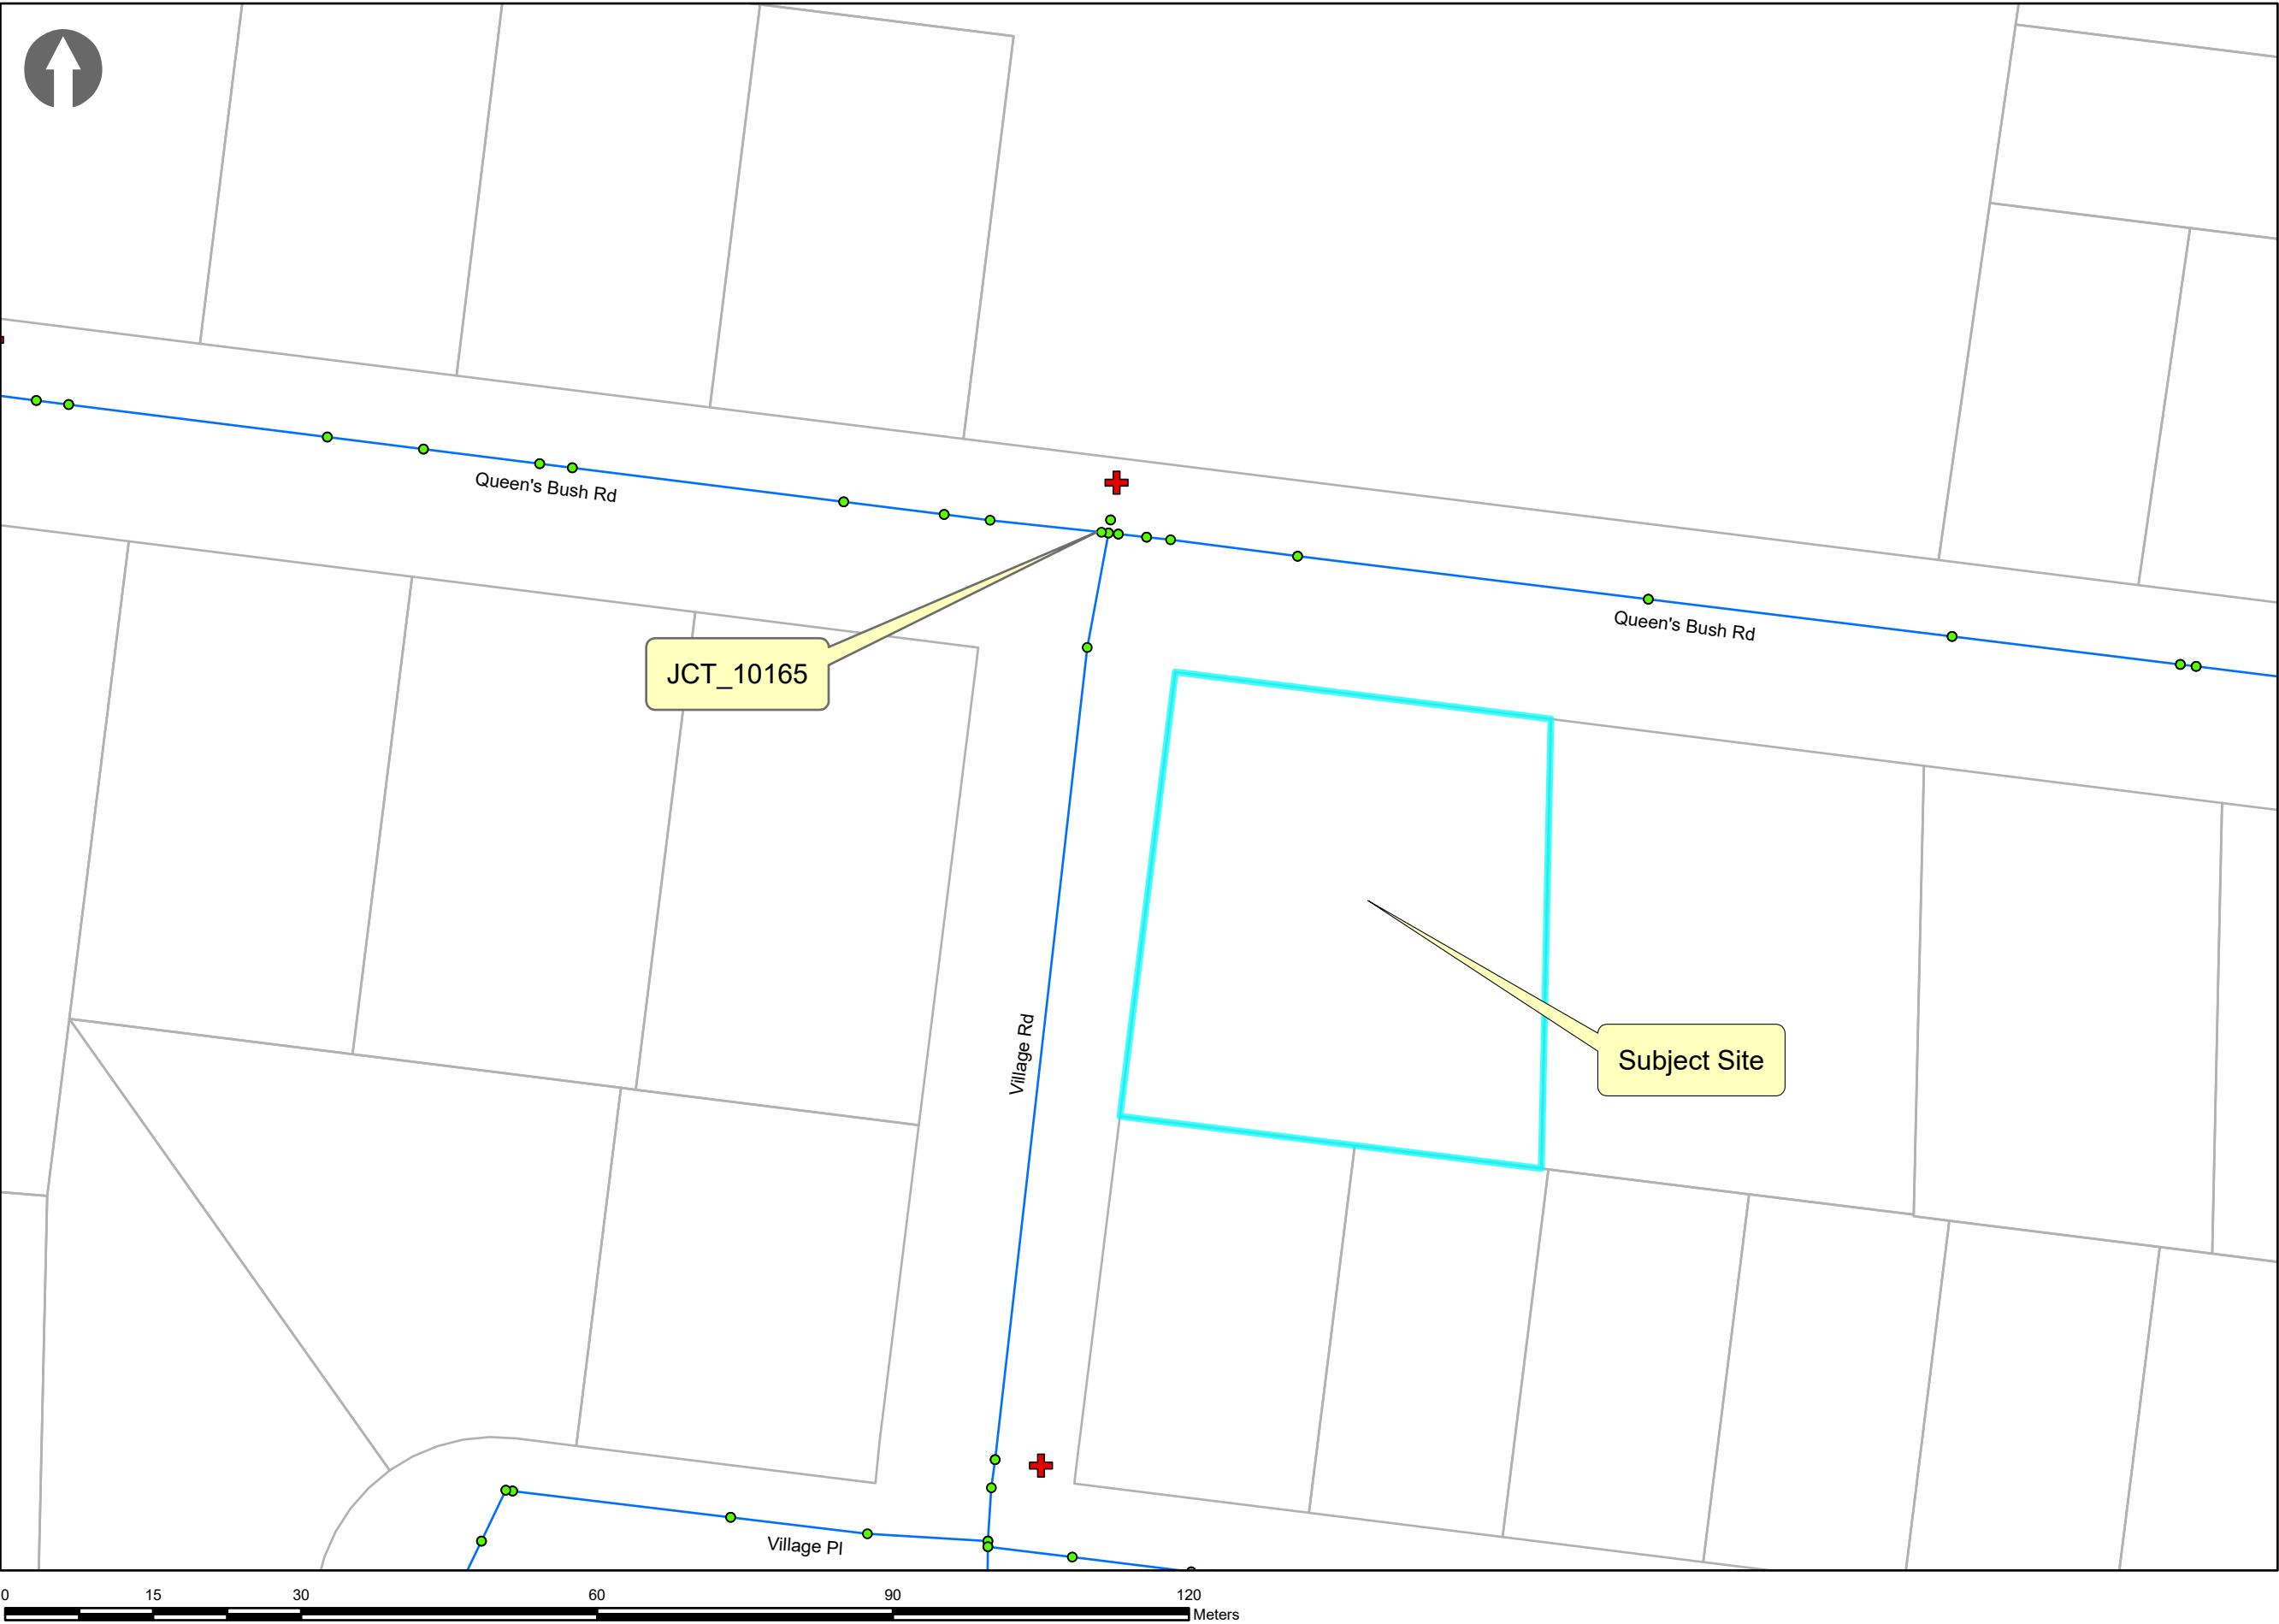 Queen's Bush Rd
Queen's Bush Rd
JCT_10165
Village Rd
Subject Site
Village Pl
0 15 30 60 90 120
Meters